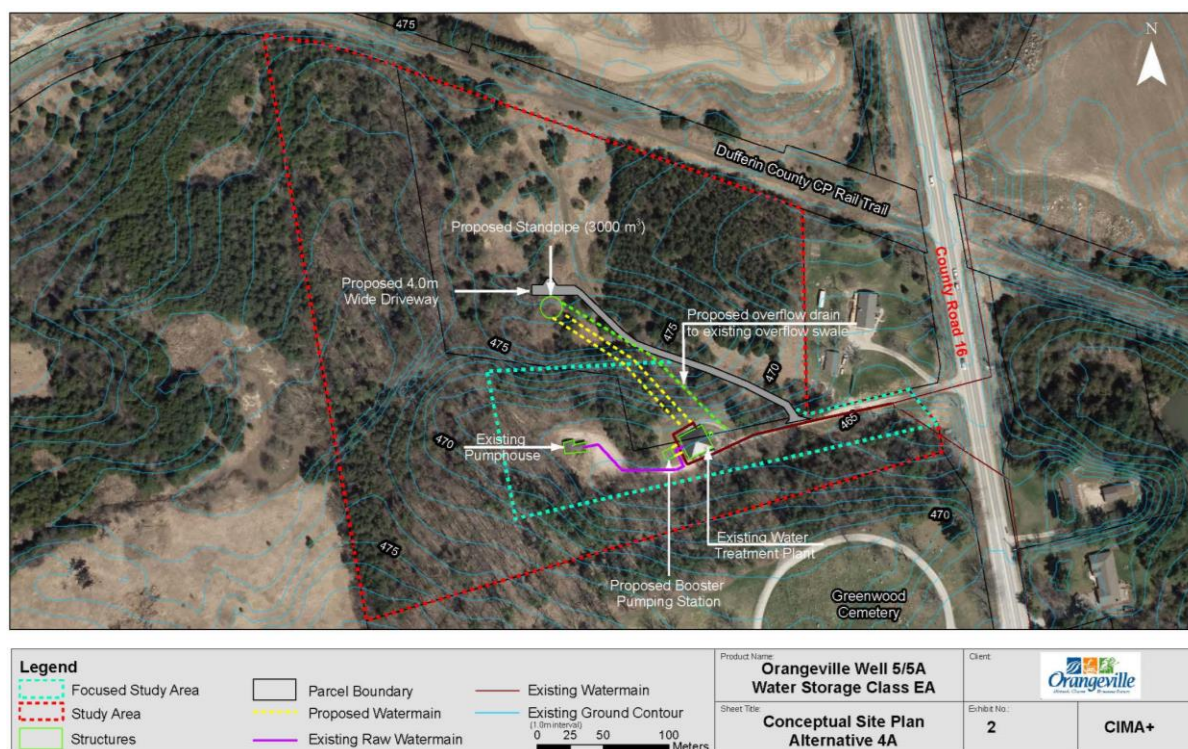 475
N
Dufferin County CP Rail Trail
Proposed Standpipe (3000 m³)
Proposed 4.0m
Wide Driveway
County Road 16
Proposed overflow drain
to existing overflow swale
475
475
470
465
Existing
Pumphouse
470
470
Existing Water
Treatment Plant
475
Proposed Booster
Pumping Station
Greenwood
Cemetery
Legend
Focused Study Area
Study Area
Structures
Parcel Boundary
Proposed Watermain
Existing Raw Watermain
Existing Watermain
Existing Ground Contour
(1.0m interval)
0 25 50 100
Meters
Product Name:
Orangeville Well 5/5A
Water Storage Class EA
Client:
Orangeville
Sheet Title:
Conceptual Site Plan
Alternative 4A
Exhibit No.:
2
CIMA+